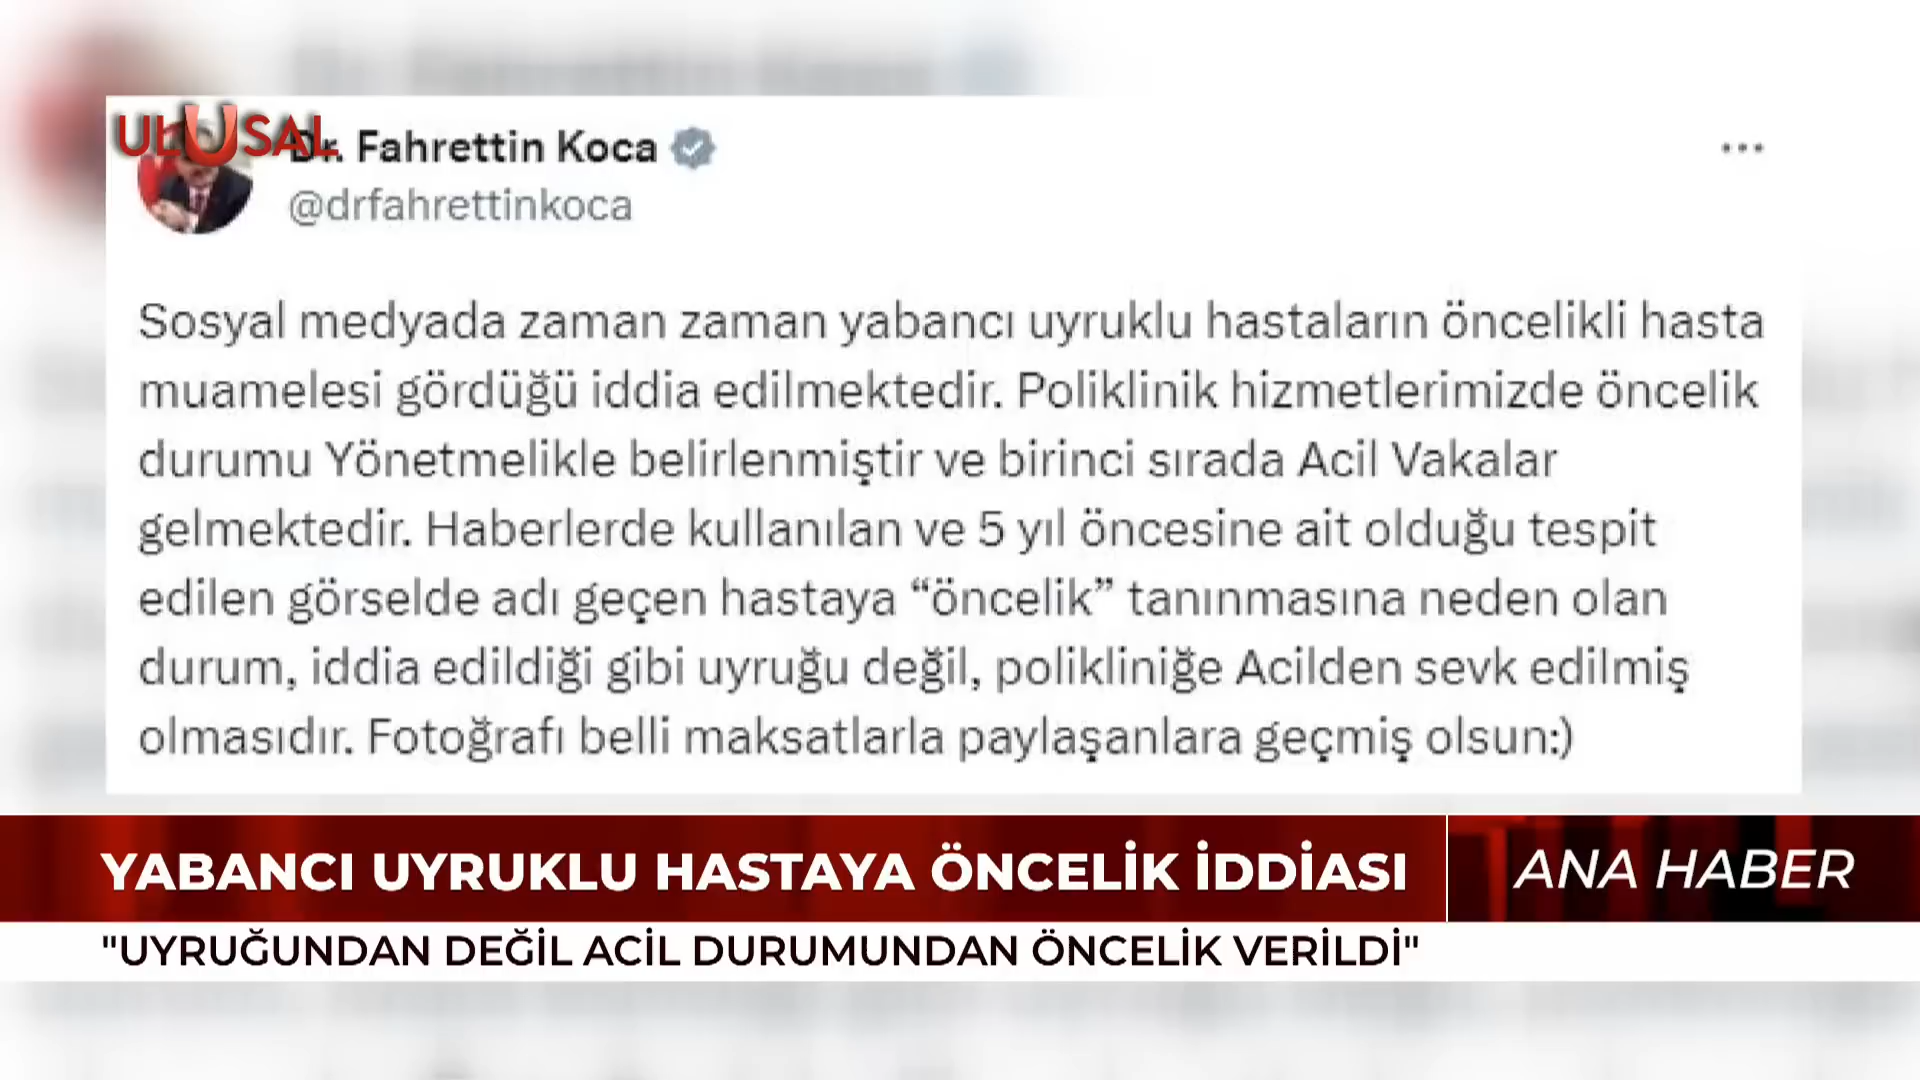 ULUSAL
Dr. Fahrettin Koca
@drfahrettinkoca
Sosyal medyada zaman zaman yabancı uyruklu hastaların öncelikli hasta
muamelesi gördüğü iddia edilmektedir. Poliklinik hizmetlerimizde öncelik
durumu Yönetmelikle belirlenmiştir ve birinci sırada Acil Vakalar
gelmektedir. Haberlerde kullanılan ve 5 yıl öncesine ait olduğu tespit
edilen görselde adı geçen hastaya “öncelik” tanınmasına neden olan
durum, iddia edildiği gibi uyruğu değil, polikliniğe Acilden sevk edilmiş
olmasıdır. Fotoğrafı belli maksatlarla paylaşanlara geçmiş olsun:)
YABANCI UYRUKLU HASTAYA ÖNCELİK İDDİASI
ANA HABER
"UYRUĞUNDAN DEĞİL ACİL DURUMUNDAN ÖNCELİK VERİLDİ"